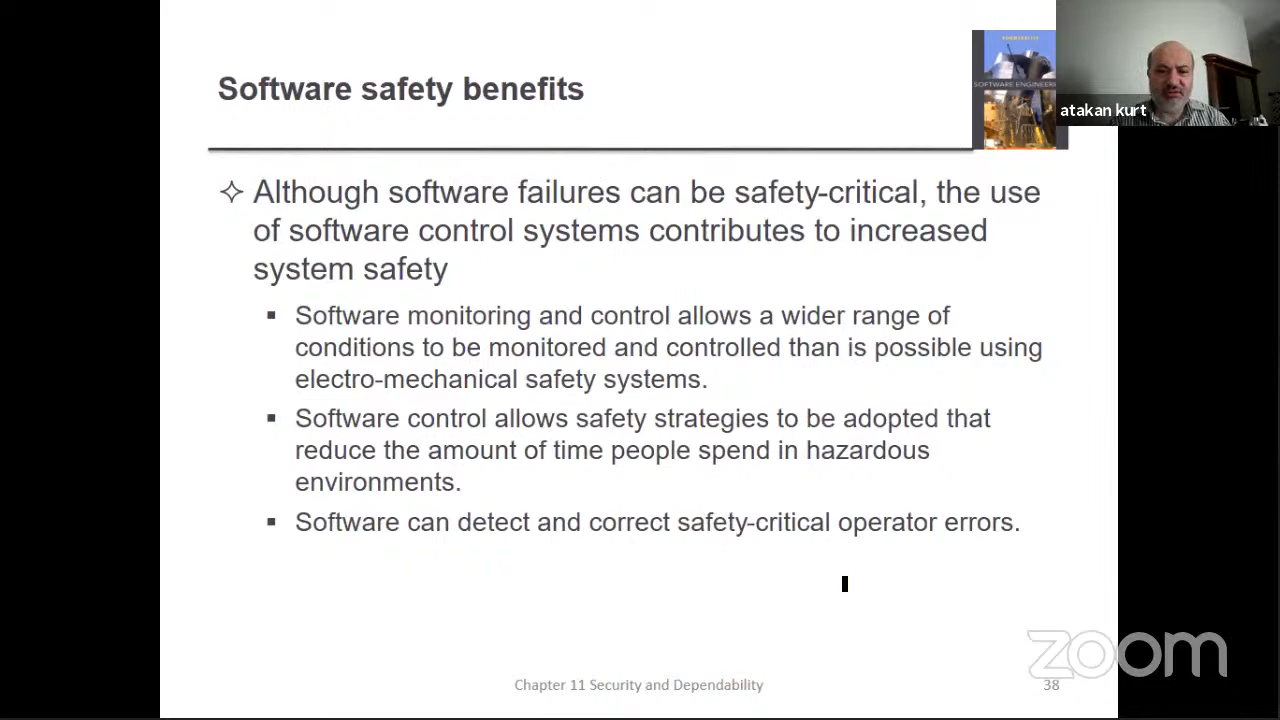 Software safety benefits
SOFTWARE ENGINEERING
atakan kurt
✧ Although software failures can be safety-critical, the use
of software control systems contributes to increased
system safety
▪ Software monitoring and control allows a wider range of
conditions to be monitored and controlled than is possible using
electro-mechanical safety systems.
▪ Software control allows safety strategies to be adopted that
reduce the amount of time people spend in hazardous
environments.
▪ Software can detect and correct safety-critical operator errors.
zoom
Chapter 11 Security and Dependability
38